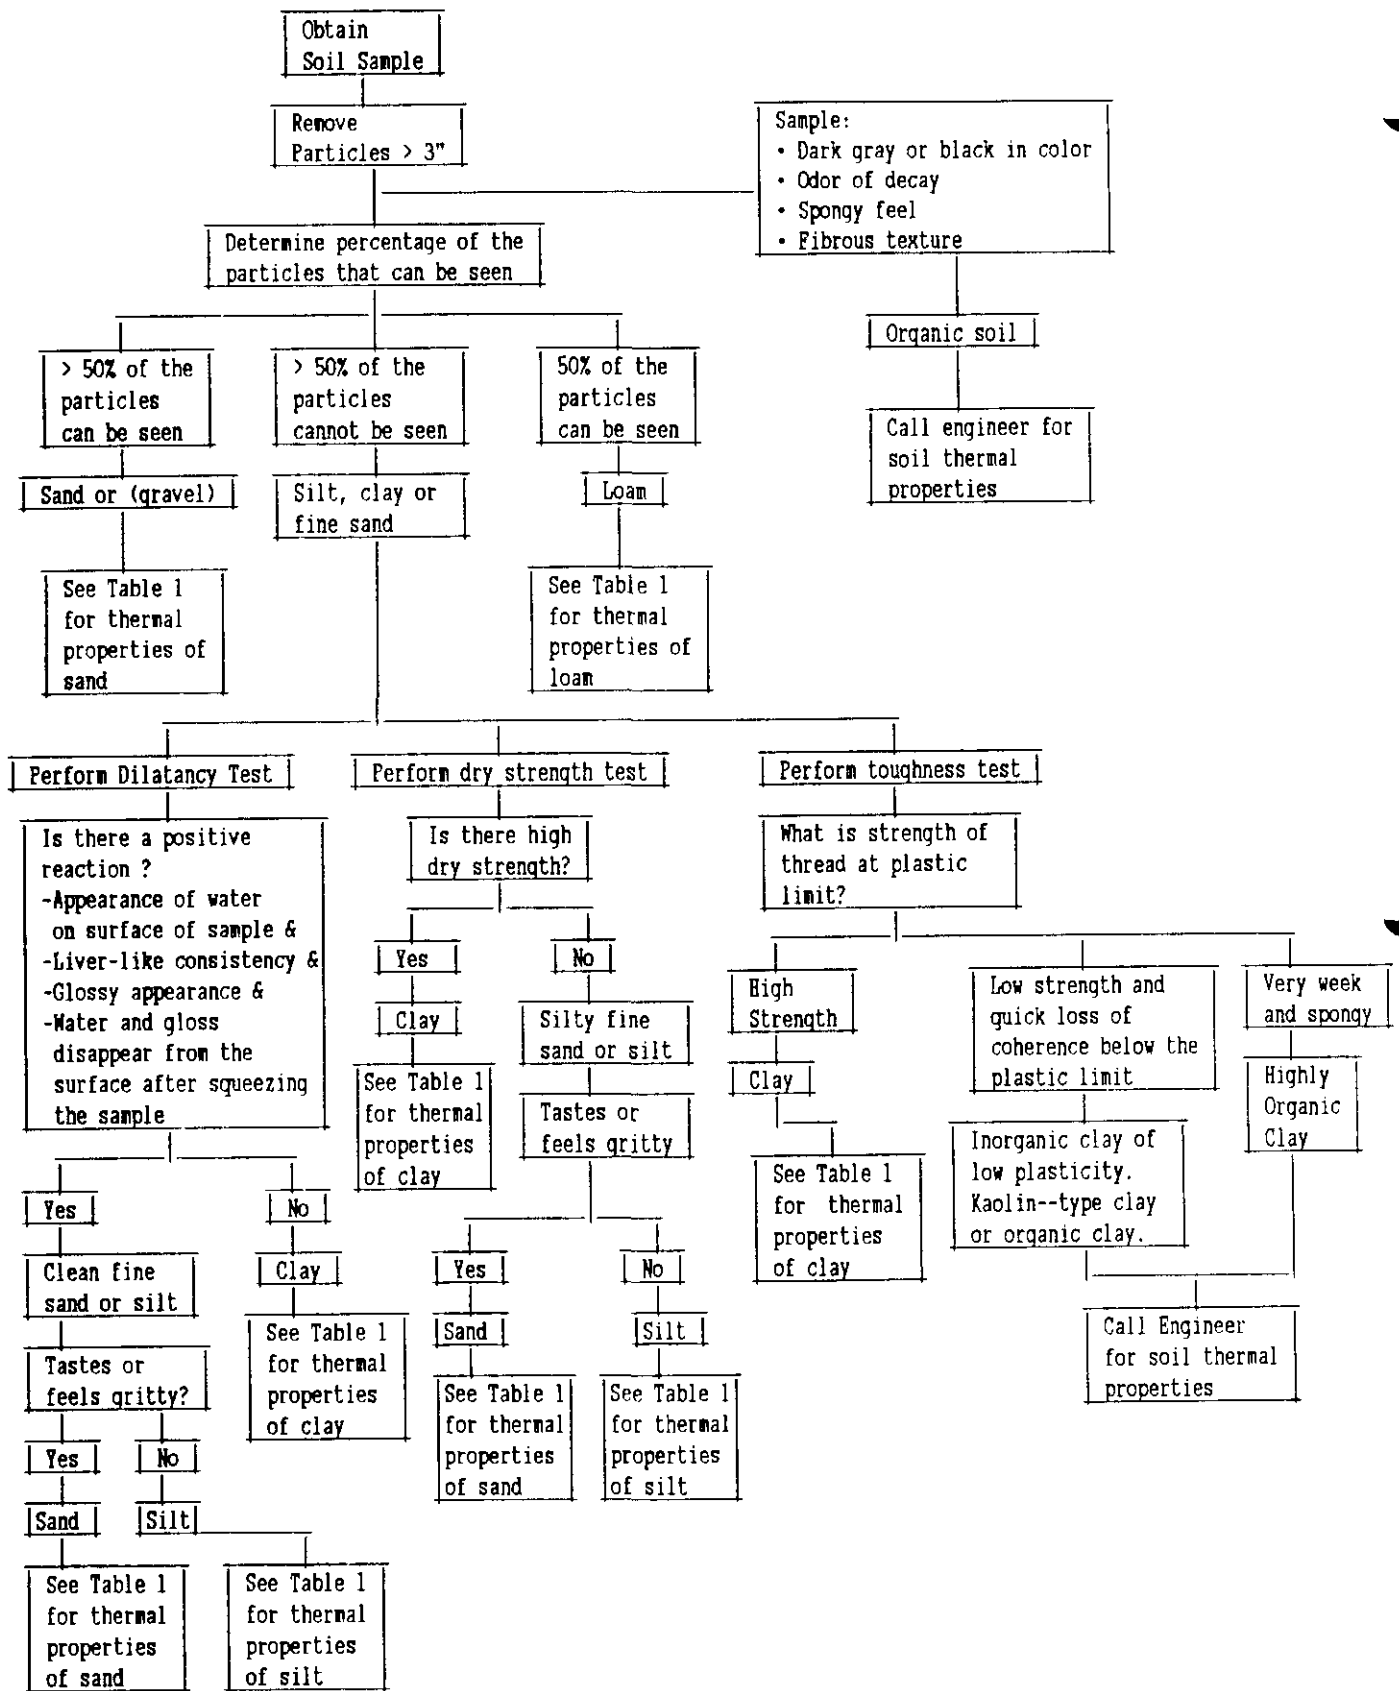 Obtain
Soil Sample
Remove
Particles > 3"
Sample:
• Dark gray or black in color
• Odor of decay
• Spongy feel
• Fibrous texture
Determine percentage of the
particles that can be seen
Organic soil
Call engineer for
soil thermal
properties
> 50% of the
particles
can be seen
> 50% of the
particles
cannot be seen
50% of the
particles
can be seen
Sand or (gravel)
Silt, clay or
fine sand
Loam
See Table 1
for thermal
properties of
sand
See Table 1
for thermal
properties of
loam
Perform Dilatancy Test
Perform dry strength test
Perform toughness test
Is there a positive
reaction ?
-Appearance of water
on surface of sample &
-Liver-like consistency &
-Glossy appearance &
-Water and gloss
disappear from the
surface after squeezing
the sample
Yes
No
Clean fine
sand or silt
Clay
Tastes or
feels gritty?
See Table 1
for thermal
properties
of clay
Yes
No
Sand
Silt
See Table 1
for thermal
properties
of sand
See Table 1
for thermal
properties
of silt
Is there high
dry strength?
Yes
No
Clay
Silty fine
sand or silt
See Table 1
for thermal
properties
of clay
Tastes or
feels gritty
Yes
No
Sand
Silt
See Table 1
for thermal
properties
of sand
See Table 1
for thermal
properties
of silt
What is strength of
thread at plastic
limit?
High
Strength
Low strength and
quick loss of
coherence below the
plastic limit
Very week
and spongy
Clay
Highly
Organic
Clay
See Table 1
for thermal
properties
of clay
Inorganic clay of
low plasticity.
Kaolin--type clay
or organic clay.
Call Engineer
for soil thermal
properties